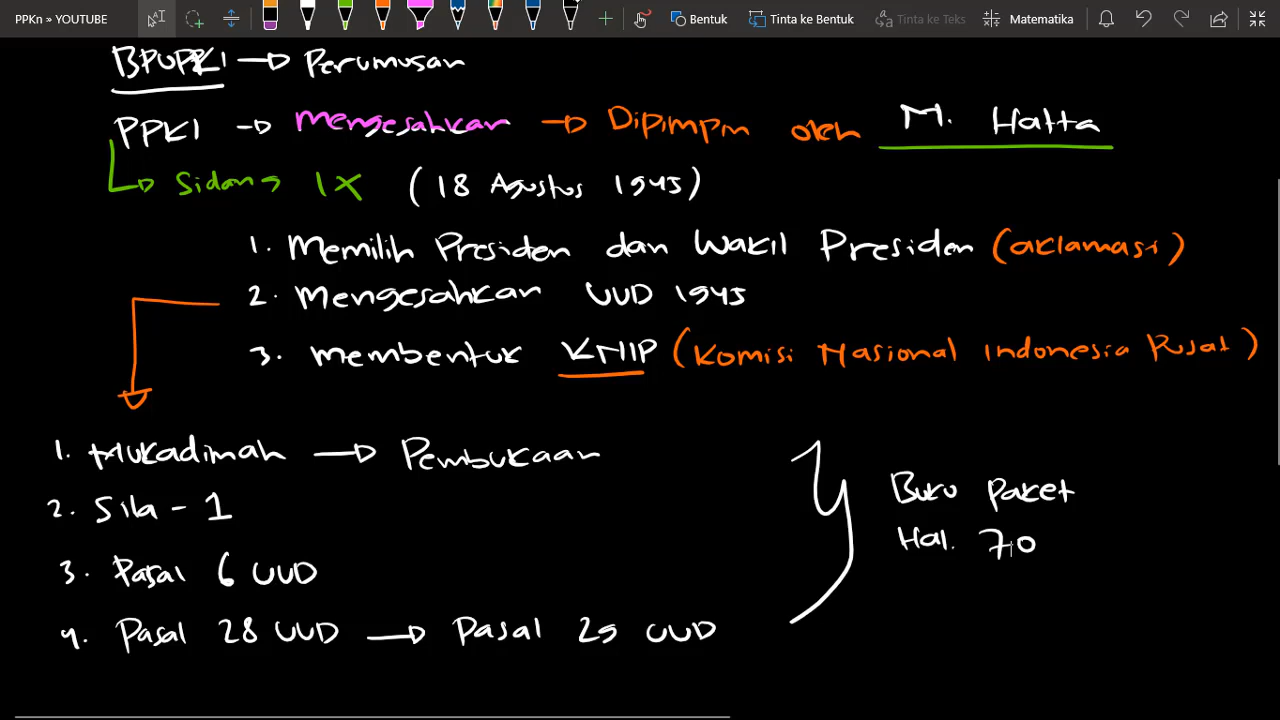 PPKn » YOUTUBE
Bentuk
Tinta ke Bentuk
Tinta ke Teks
Matematika
BPUPKI → Perumusan
PPKI → Mengesahkan → Dipimpin oleh M. Hatta
→ Sidang IX (18 Agustus 1945)
1. Memilih Presiden dan Wakil Presiden (aklamasi)
2. Mengesahkan UUD 1945
3. Membentuk KNIP (Komisi Nasional Indonesia Pusat)
1. Mukadimah → Pembukaan
2. Sila - 1
3. Pasal 6 UUD
4. Pasal 28 UUD → Pasal 29 UUD
Buku Paket
Hal. 70